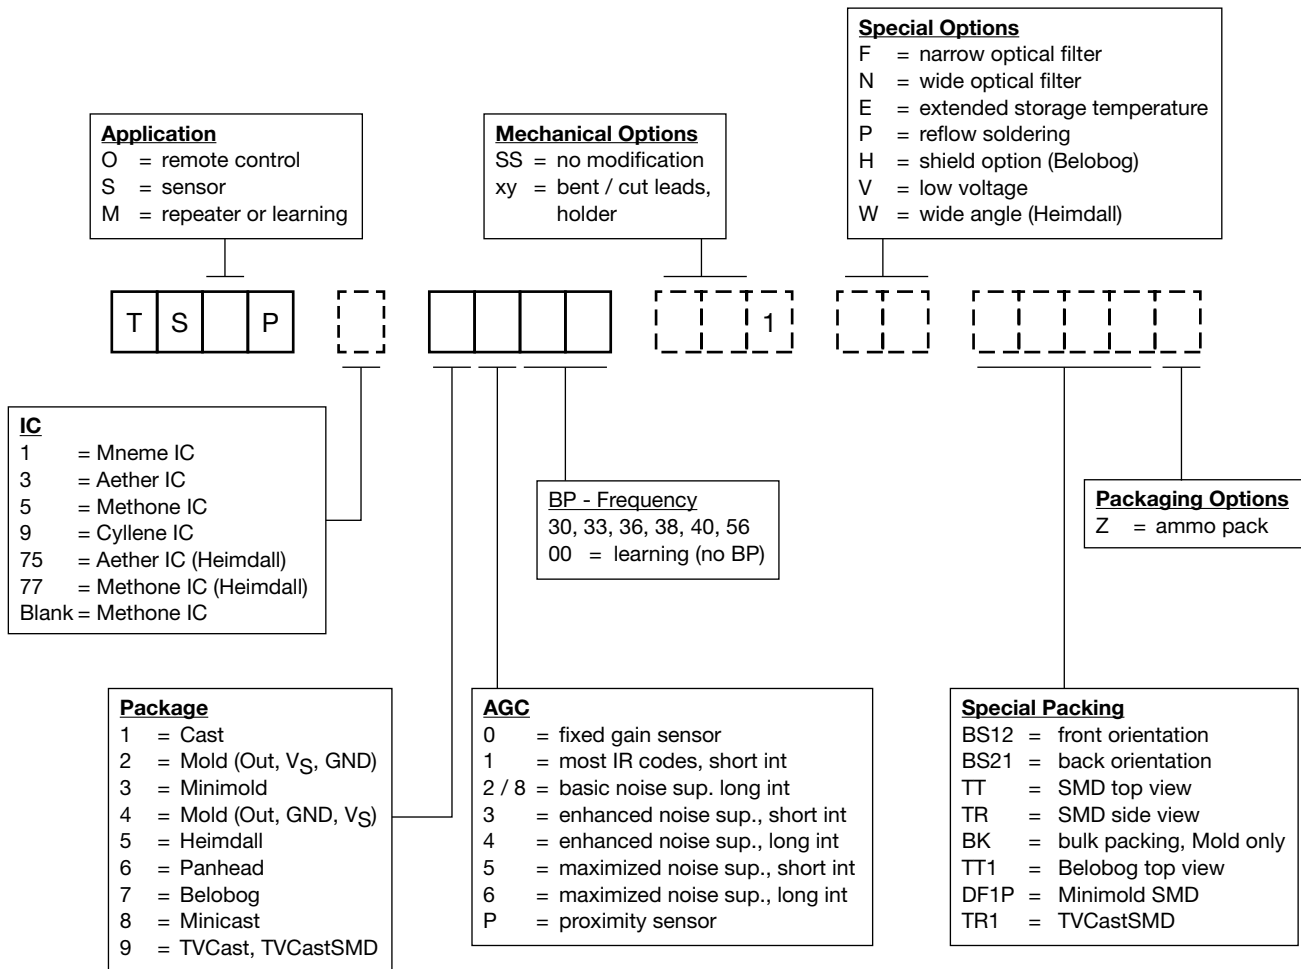 Special Options
F = narrow optical filter
N = wide optical filter
E = extended storage temperature
P = reflow soldering
H = shield option (Belobog)
V = low voltage
W = wide angle (Heimdall)
Application
O = remote control
S = sensor
M = repeater or learning
Mechanical Options
SS = no modification
xy = bent / cut leads,
holder
T S P 1
IC
1 = Mneme IC
3 = Aether IC
5 = Methone IC
9 = Cyllene IC
75 = Aether IC (Heimdall)
77 = Methone IC (Heimdall)
Blank = Methone IC
BP - Frequency
30, 33, 36, 38, 40, 56
00 = learning (no BP)
Packaging Options
Z = ammo pack
Package
1 = Cast
2 = Mold (Out, VS, GND)
3 = Minimold
4 = Mold (Out, GND, VS)
5 = Heimdall
6 = Panhead
7 = Belobog
8 = Minicast
9 = TVCast, TVCastSMD
AGC
0 = fixed gain sensor
1 = most IR codes, short int
2 / 8 = basic noise sup. long int
3 = enhanced noise sup., short int
4 = enhanced noise sup., long int
5 = maximized noise sup., short int
6 = maximized noise sup., long int
P = proximity sensor
Special Packing
BS12 = front orientation
BS21 = back orientation
TT = SMD top view
TR = SMD side view
BK = bulk packing, Mold only
TT1 = Belobog top view
DF1P = Minimold SMD
TR1 = TVCastSMD